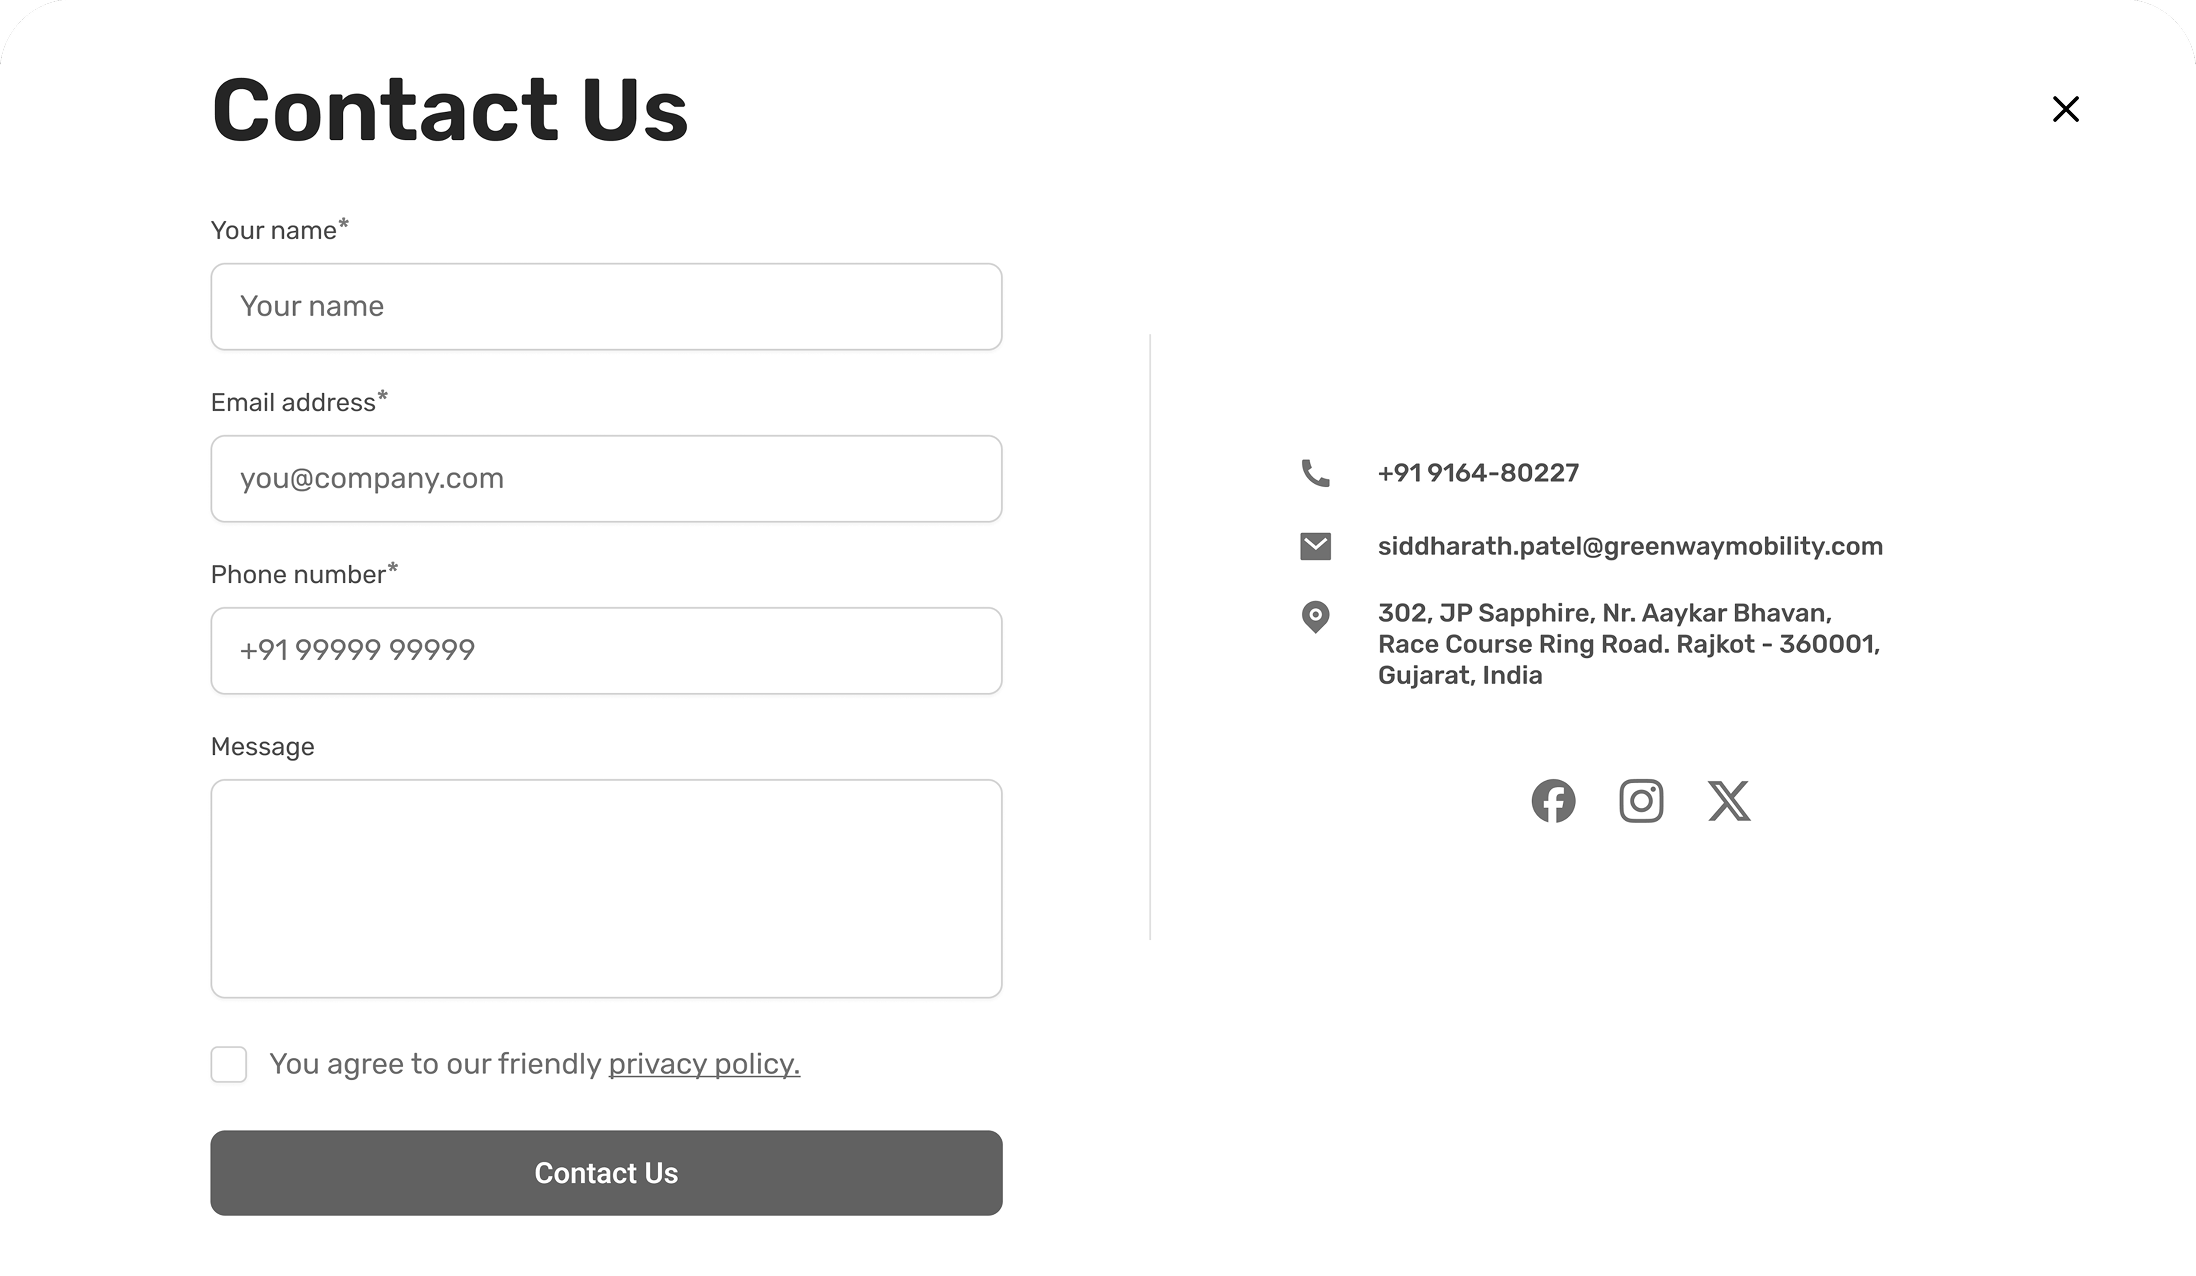 Contact Us
Your name*
Your name
Email address*
you@company.com
Phone number*
+91 99999 99999
Message
You agree to our friendly privacy policy.
Contact Us
+91 9164-80227
siddharath.patel@greenwaymobility.com
302, JP Sapphire, Nr. Aaykar Bhavan,
Race Course Ring Road. Rajkot - 360001,
Gujarat, India